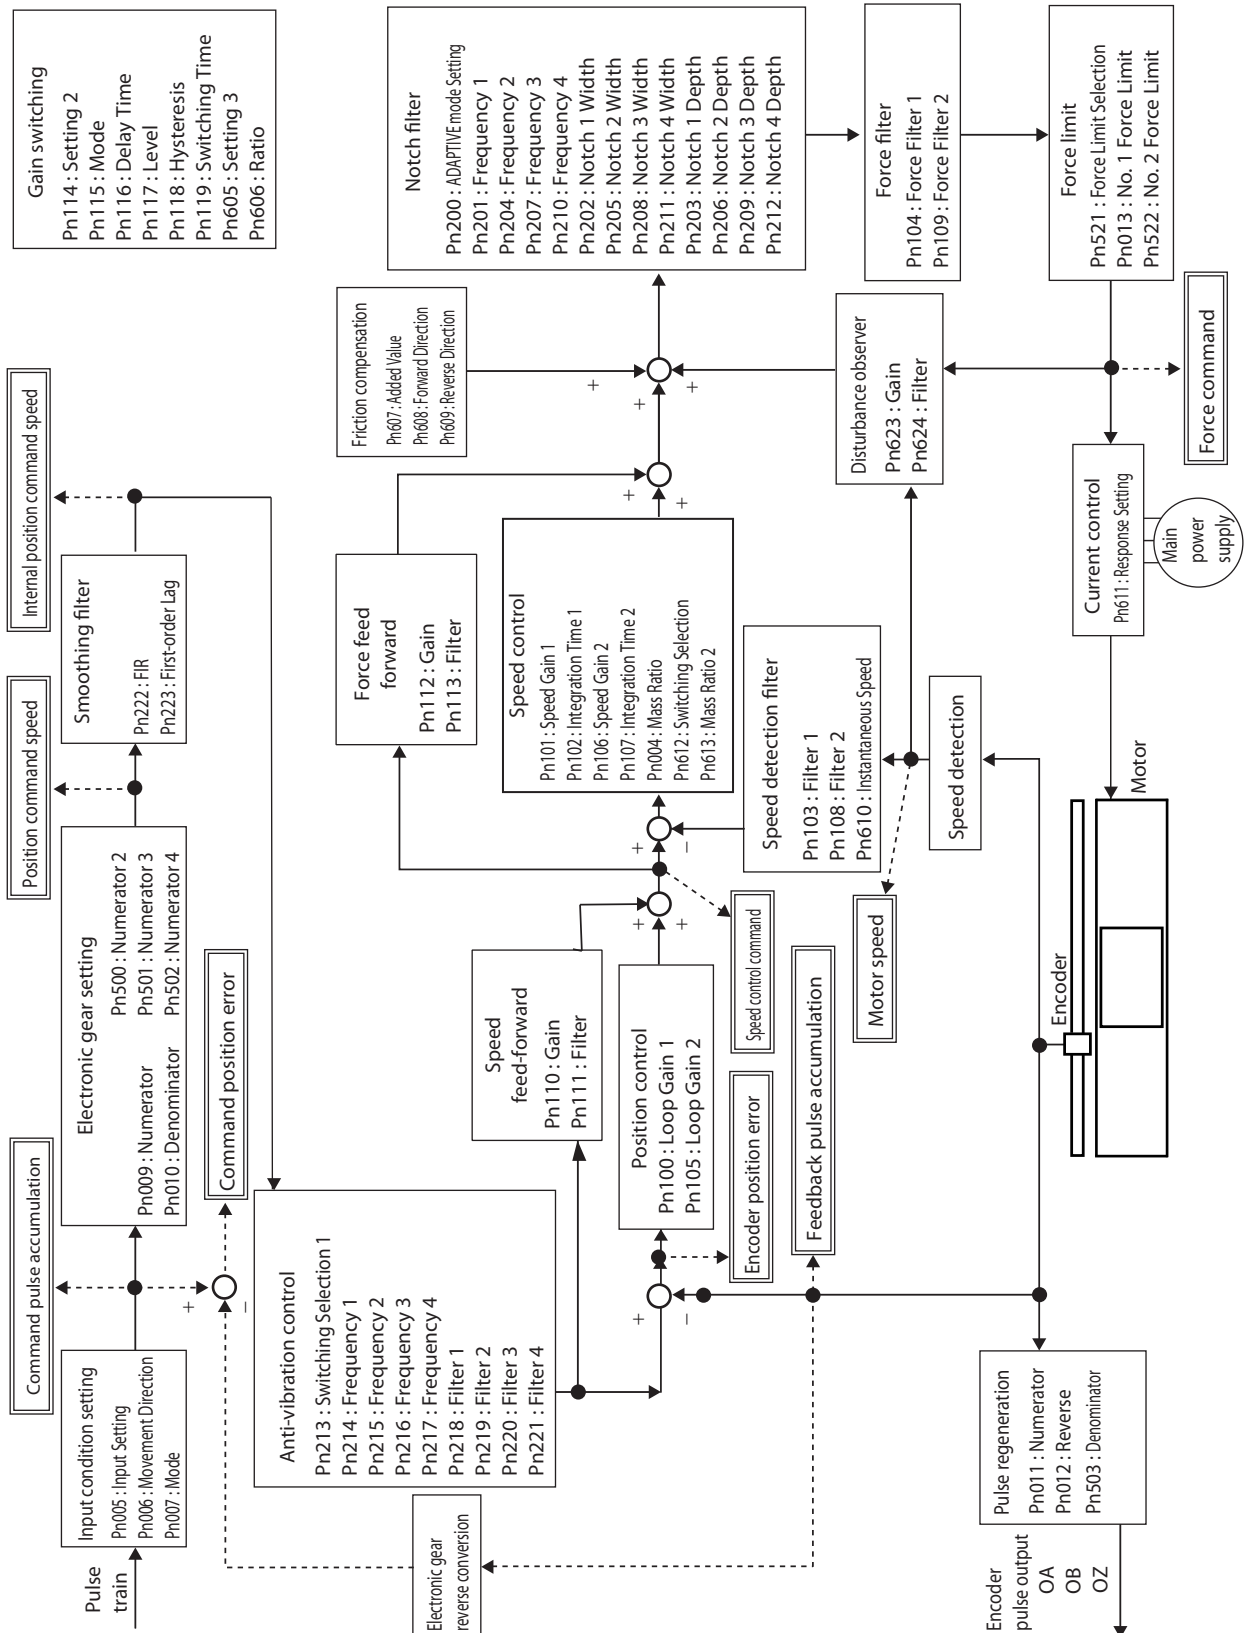 Pulse
train
Input condition setting
Pn005 : Input Setting
Pn006 : Movement Direction
Pn007 : Mode
Command pulse accumulation
Electronic gear setting
Pn009 : Numerator
Pn010 : Denominator
Pn500 : Numerator 2
Pn501 : Numerator 3
Pn502 : Numerator 4
Position command speed
Smoothing filter
Pn222 : FIR
Pn223 : First-order Lag
Internal position command speed
Gain switching
Pn114 : Setting 2
Pn115 : Mode
Pn116 : Delay Time
Pn117 : Level
Pn118 : Hysteresis
Pn119 : Switching Time
Pn605 : Setting 3
Pn606 : Ratio
+
−
Command position error
Electronic gear
reverse conversion
Anti-vibration control
Pn213 : Switching Selection 1
Pn214 : Frequency 1
Pn215 : Frequency 2
Pn216 : Frequency 3
Pn217 : Frequency 4
Pn218 : Filter 1
Pn219 : Filter 2
Pn220 : Filter 3
Pn221 : Filter 4
Speed
feed-forward
Pn110 : Gain
Pn111 : Filter
Force feed
forward
Pn112 : Gain
Pn113 : Filter
Friction compensation
Pn607 : Added Value
Pn608 : Forward Direction
Pn609 : Reverse Direction
Notch filter
Pn200 : ADAPTIVE mode Setting
Pn201 : Frequency 1
Pn204 : Frequency 2
Pn207 : Frequency 3
Pn210 : Frequency 4
Pn202 : Notch 1 Width
Pn205 : Notch 2 Width
Pn208 : Notch 3 Width
Pn211 : Notch 4 Width
Pn203 : Notch 1 Depth
Pn206 : Notch 2 Depth
Pn209 : Notch 3 Depth
Pn212 : Notch 4 Depth
+
−
Position control
Pn100 : Loop Gain 1
Pn105 : Loop Gain 2
+
+
+
−
Speed control
Pn101 : Speed Gain 1
Pn102 : Integration Time 1
Pn106 : Speed Gain 2
Pn107 : Integration Time 2
Pn004 : Mass Ratio
Pn612 : Switching Selection
Pn613 : Mass Ratio 2
+
+
+
+
+
Encoder position error
Speed control command
Feedback pulse accumulation
Motor speed
Speed detection filter
Pn103 : Filter 1
Pn108 : Filter 2
Pn610 : Instantaneous Speed
Speed detection
Disturbance observer
Pn623 : Gain
Pn624 : Filter
Force filter
Pn104 : Force Filter 1
Pn109 : Force Filter 2
Force limit
Pn521 : Force Limit Selection
Pn013 : No. 1 Force Limit
Pn522 : No. 2 Force Limit
Force command
Current control
Pn611 : Response Setting
Main
power
supply
Encoder
Motor
Pulse regeneration
Pn011 : Numerator
Pn012 : Reverse
Pn503 : Denominator
Encoder
pulse output
OA
OB
OZ